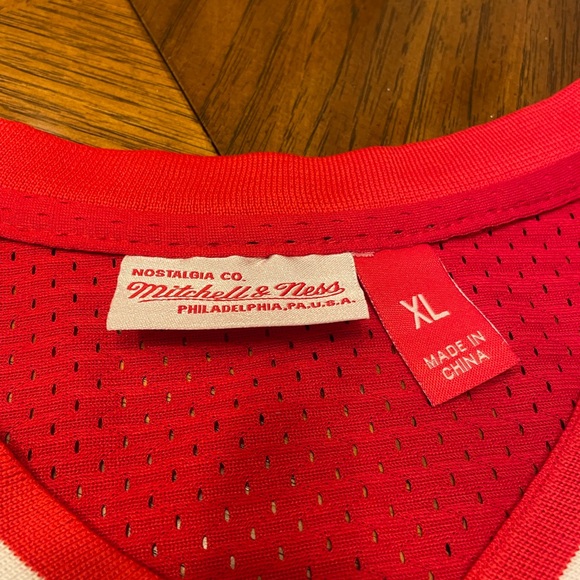 NOSTALGIA CO.
Mitchell & Ness
PHILADELPHIA, PA. U.S.A.
XL
MADE IN
CHINA